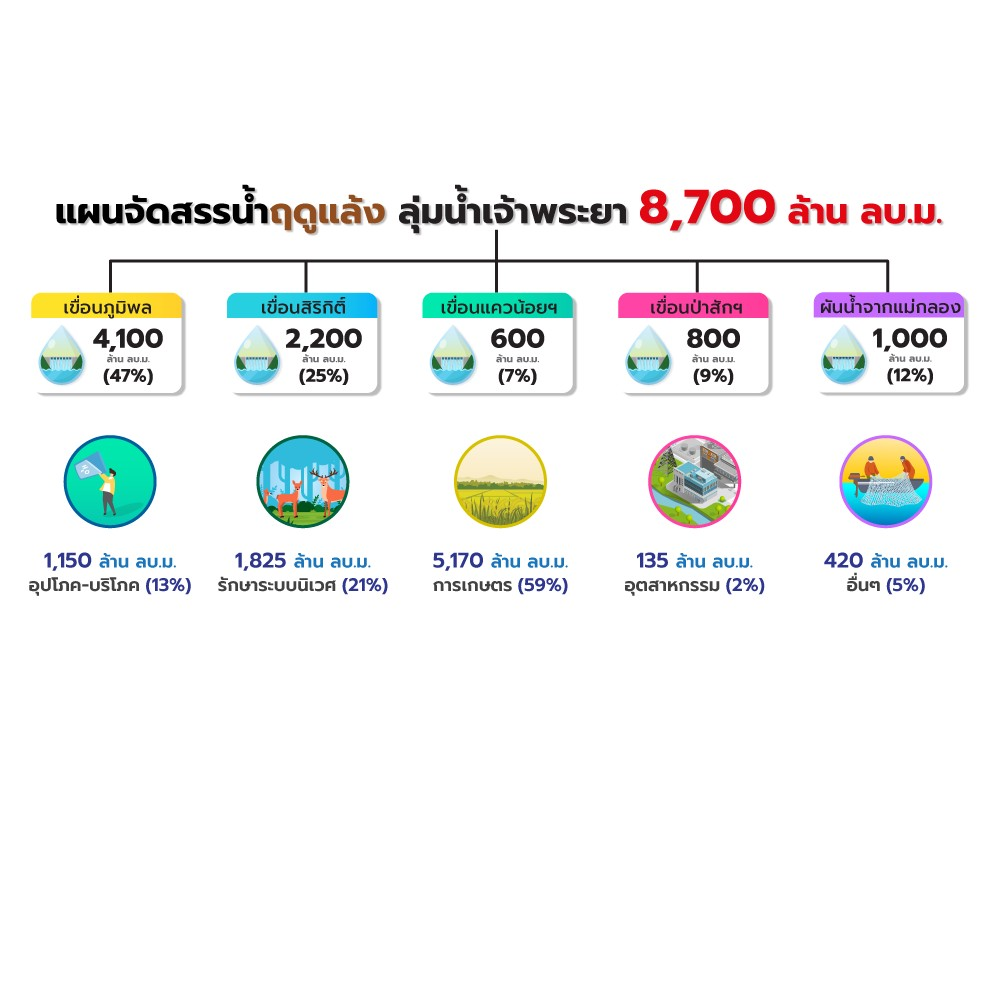 แผนจัดสรรน้ำฤดูแล้ง ลุ่มน้ำเจ้าพระยา 8,700 ล้าน ลบ.ม.
เขื่อนภูมิพล
4,100
ล้าน ลบ.ม.
(47%)
เขื่อนสิริกิติ์
2,200
ล้าน ลบ.ม.
(25%)
เขื่อนแควน้อยฯ
600
ล้าน ลบ.ม.
(7%)
เขื่อนป่าสักฯ
800
ล้าน ลบ.ม.
(9%)
ผันน้ำจากแม่กลอง
1,000
ล้าน ลบ.ม.
(12%)
H2O
1,150 ล้าน ลบ.ม.
อุปโภค-บริโภค (13%)
1,825 ล้าน ลบ.ม.
รักษาระบบนิเวศ (21%)
5,170 ล้าน ลบ.ม.
การเกษตร (59%)
135 ล้าน ลบ.ม.
อุตสาหกรรม (2%)
420 ล้าน ลบ.ม.
อื่นๆ (5%)